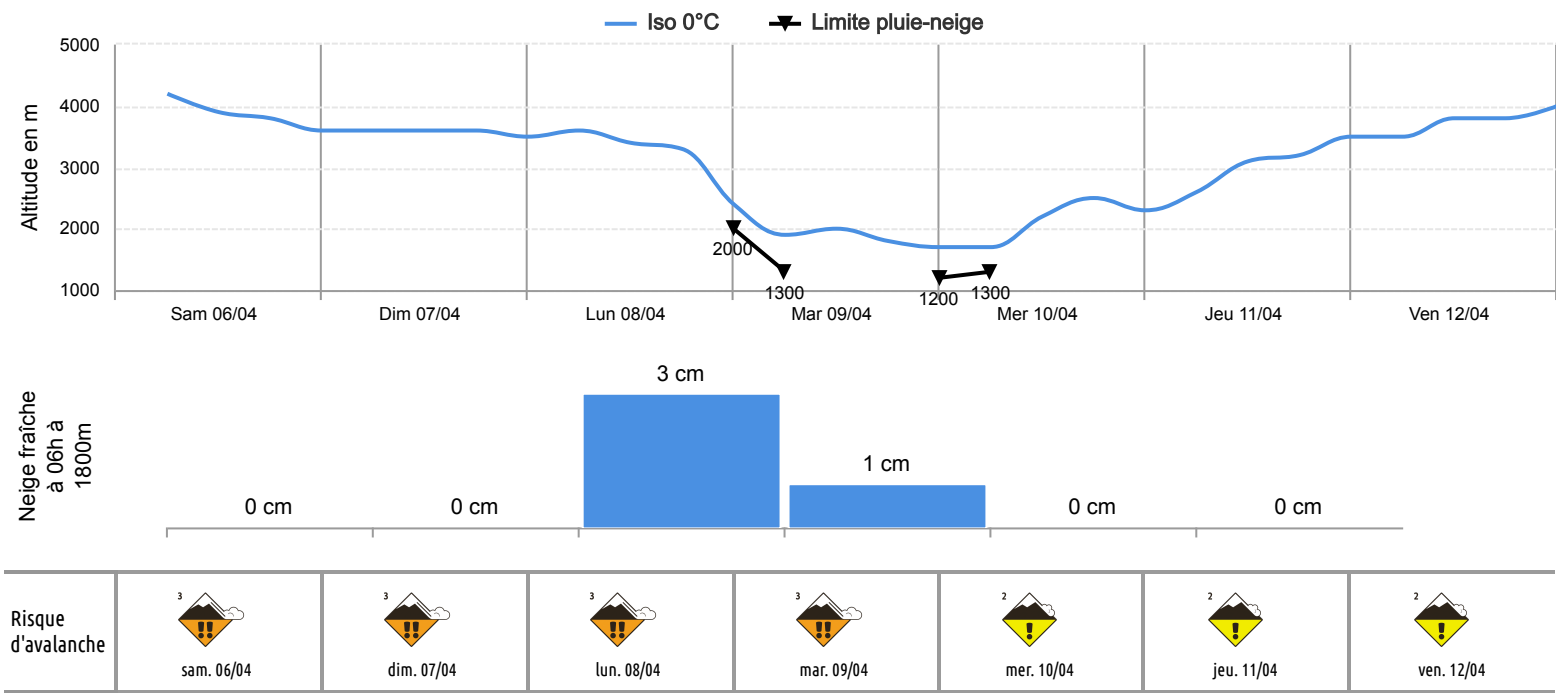 Iso 0°C Limite pluie-neige
Altitude en m
5000
4000
3000
2000
1000
2000
1300
1200
1300
Sam 06/04 Dim 07/04 Lun 08/04 Mar 09/04 Mer 10/04 Jeu 11/04 Ven 12/04
Neige fraîche
à 06h à
1800m
0 cm 0 cm 3 cm 1 cm 0 cm 0 cm
Risque
d'avalanche
3 3 3 3 2 2 2
!! !! !! !! ! ! !
sam. 06/04 dim. 07/04 lun. 08/04 mar. 09/04 mer. 10/04 jeu. 11/04 ven. 12/04